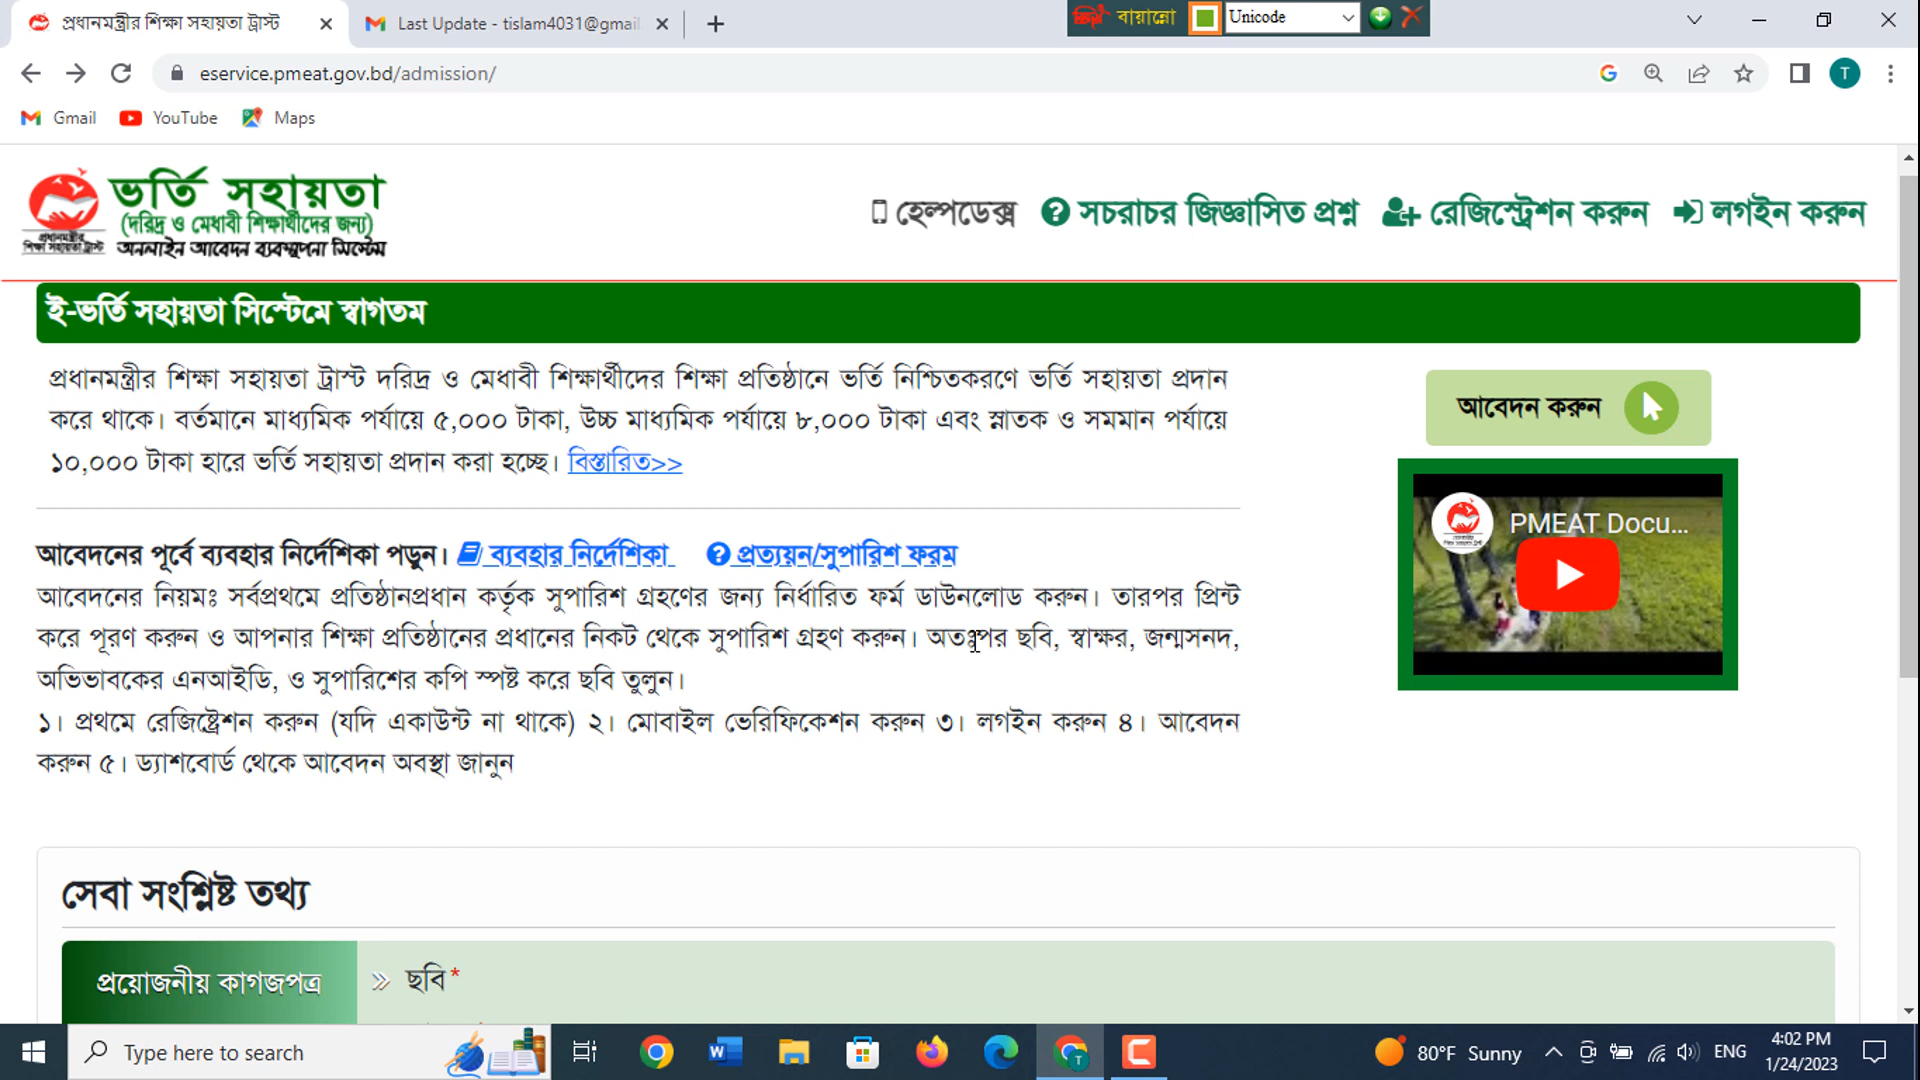 প্রধানমন্ত্রীর শিক্ষা সহায়তা ট্রাস্ট
Last Update - tislam4031@gmail
বায়ান্নো
Unicode
eservice.pmeat.gov.bd/admission/
T
Gmail
YouTube
Maps
ভর্তি সহায়তা
(দরিদ্র ও মেধাবী শিক্ষার্থীদের জন্য)
প্রধানমন্ত্রীর
শিক্ষা সহায়তা ট্রাস্ট
অনলাইন আবেদন ব্যবস্থাপনা সিস্টেম
হেল্পডেক্স
সচরাচর জিজ্ঞাসিত প্রশ্ন
রেজিস্ট্রেশন করুন
লগইন করুন
ই-ভর্তি সহায়তা সিস্টেমে স্বাগতম
প্রধানমন্ত্রীর শিক্ষা সহায়তা ট্রাস্ট দরিদ্র ও মেধাবী শিক্ষার্থীদের শিক্ষা প্রতিষ্ঠানে ভর্তি নিশ্চিতকরণে ভর্তি সহায়তা প্রদান
করে থাকে। বর্তমানে মাধ্যমিক পর্যায়ে ৫,০০০ টাকা, উচ্চ মাধ্যমিক পর্যায়ে ৮,০০০ টাকা এবং স্নাতক ও সমমান পর্যায়ে
১০,০০০ টাকা হারে ভর্তি সহায়তা প্রদান করা হচ্ছে। বিস্তারিত>>
আবেদন করুন
PMEAT Docu...
আবেদনের পূর্বে ব্যবহার নির্দেশিকা পড়ুন। ব্যবহার নির্দেশিকা প্রত্যয়ন/সুপারিশ ফরম
আবেদনের নিয়মঃ সর্বপ্রথমে প্রতিষ্ঠানপ্রধান কর্তৃক সুপারিশ গ্রহণের জন্য নির্ধারিত ফর্ম ডাউনলোড করুন। তারপর প্রিন্ট
করে পূরণ করুন ও আপনার শিক্ষা প্রতিষ্ঠানের প্রধানের নিকট থেকে সুপারিশ গ্রহণ করুন। অতঃপর ছবি, স্বাক্ষর, জন্মসনদ,
অভিভাবকের এনআইডি, ও সুপারিশের কপি স্পষ্ট করে ছবি তুলুন।
১। প্রথমে রেজিষ্ট্রেশন করুন (যদি একাউন্ট না থাকে) ২। মোবাইল ভেরিফিকেশন করুন ৩। লগইন করুন ৪। আবেদন
করুন ৫। ড্যাশবোর্ড থেকে আবেদন অবস্থা জানুন
সেবা সংশ্লিষ্ট তথ্য
প্রয়োজনীয় কাগজপত্র
ছবি *
Type here to search
80°F Sunny
ENG
4:02 PM
1/24/2023